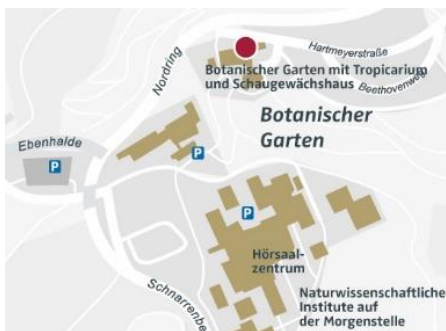 Nordring
Hartmeyerstraße
Beethovenweg
Botanischer Garten mit Tropicarium
und Schaugewächshaus
Botanischer
Garten
Ebenhalde
P
P
P
Hörsaal-
zentrum
Schnarrenbe
Naturwissenschaftliche
Institute auf
der Morgenstelle